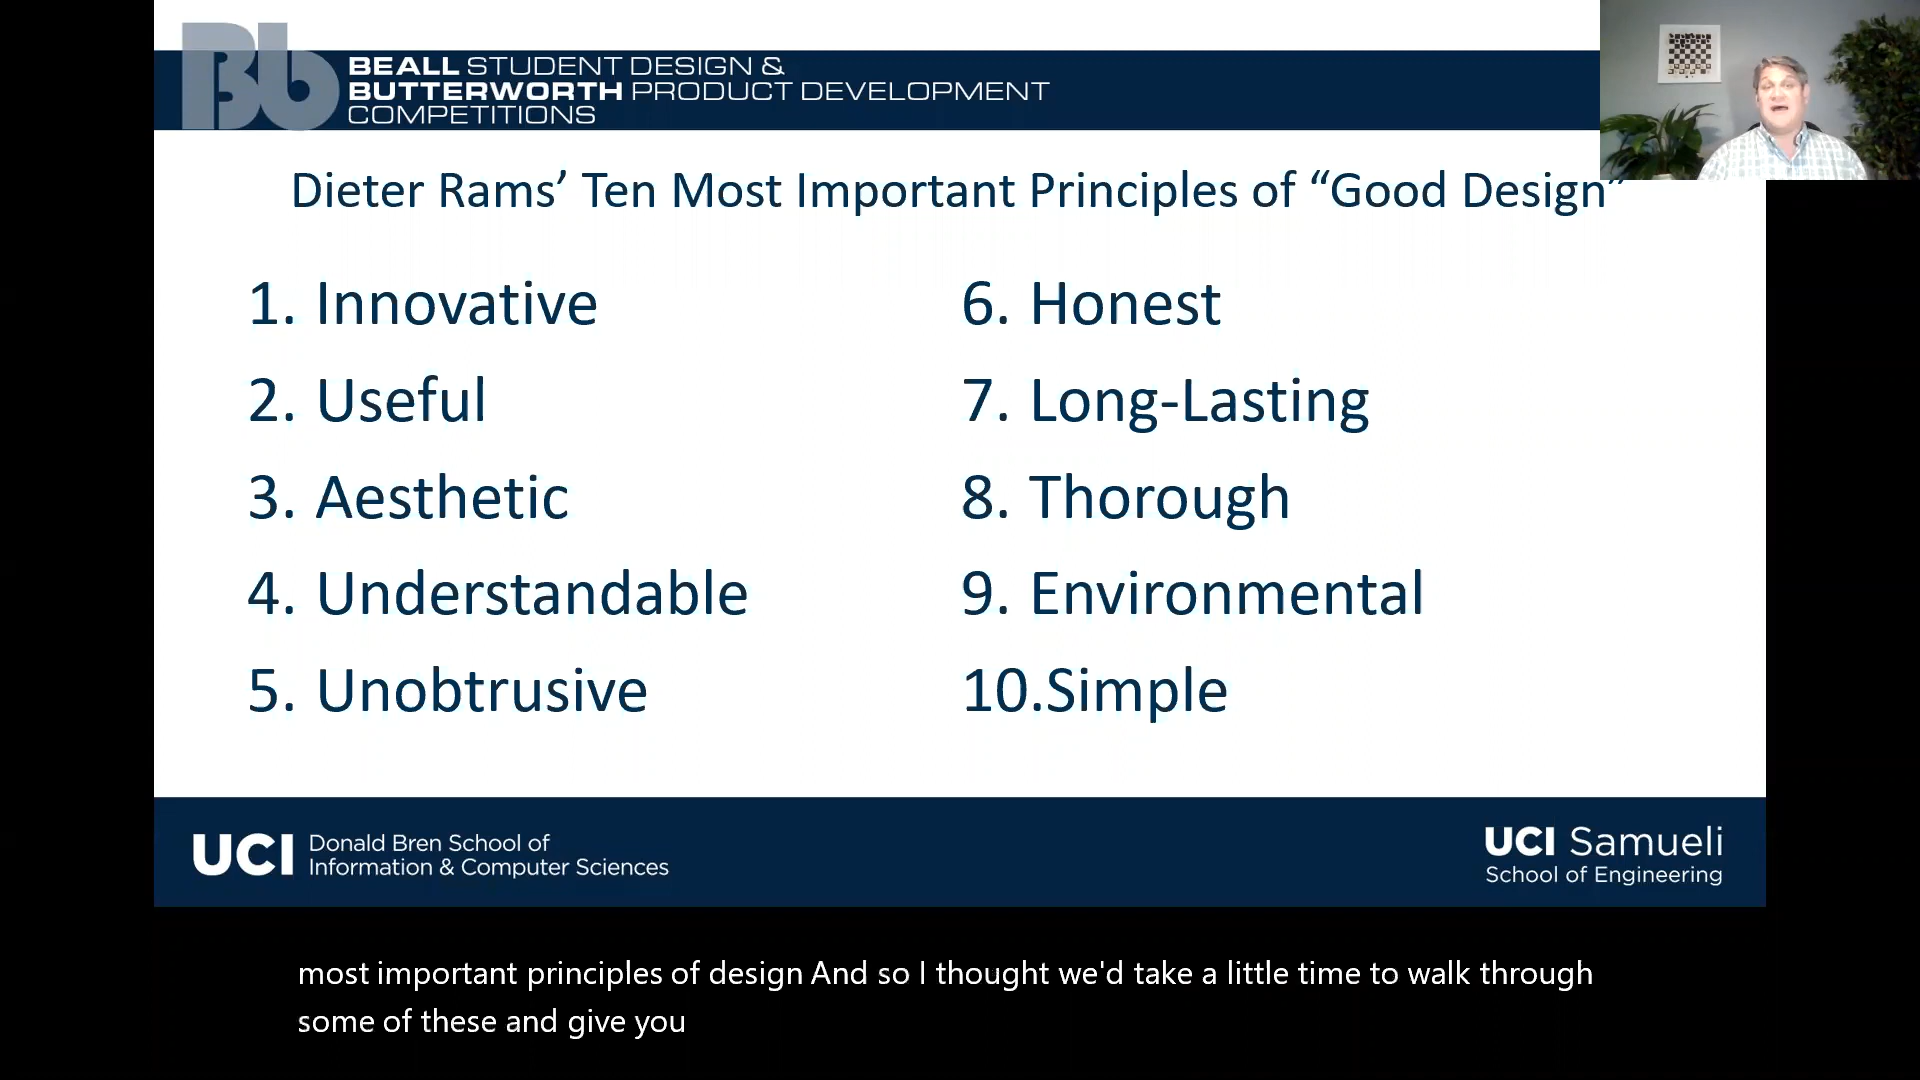 Bb
BEALL STUDENT DESIGN &
BUTTERWORTH PRODUCT DEVELOPMENT
COMPETITIONS
Dieter Rams’ Ten Most Important Principles of “Good Design”
1. Innovative
2. Useful
3. Aesthetic
4. Understandable
5. Unobtrusive
6. Honest
7. Long-Lasting
8. Thorough
9. Environmental
10.Simple
UCI Donald Bren School of
Information & Computer Sciences
UCI Samueli
School of Engineering
most important principles of design And so I thought we'd take a little time to walk through
some of these and give you